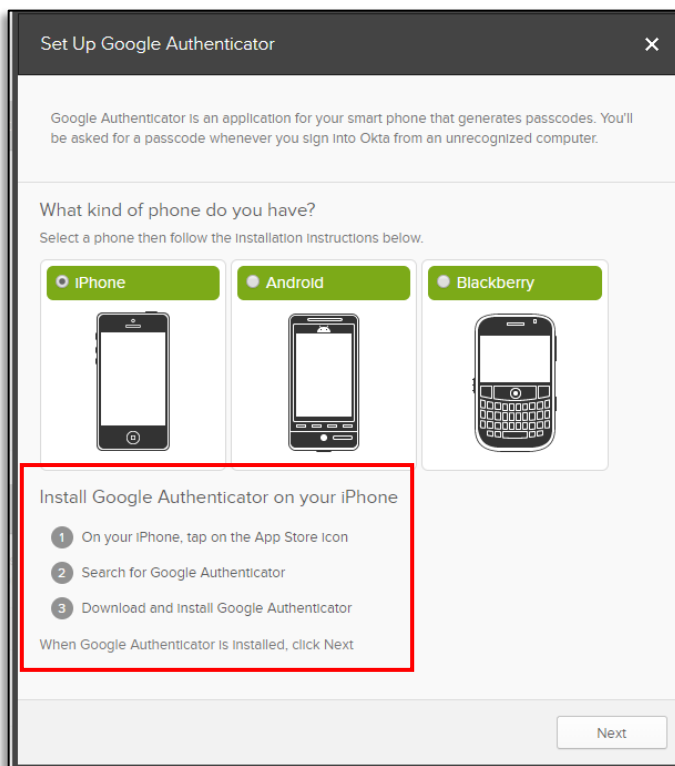 Set Up Google Authenticator
Google Authenticator is an application for your smart phone that generates passcodes. You'll
be asked for a passcode whenever you sign into Okta from an unrecognized computer.
What kind of phone do you have?
Select a phone then follow the installation instructions below.
iPhone Android Blackberry
Install Google Authenticator on your iPhone
1 On your iPhone, tap on the App Store icon
2 Search for Google Authenticator
3 Download and install Google Authenticator
When Google Authenticator is installed, click Next
Next